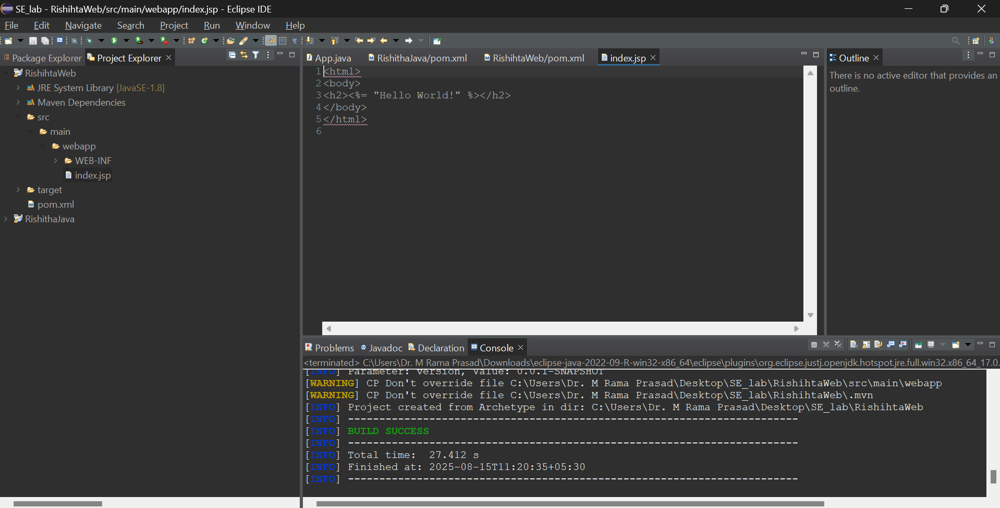 SE_lab - RishihtaWeb/src/main/webapp/index.jsp - Eclipse IDE
File Edit Navigate Search Project Run Window Help
Package Explorer
Project Explorer
RishihtaWeb
JRE System Library [JavaSE-1.8]
Maven Dependencies
src
main
webapp
WEB-INF
index.jsp
target
pom.xml
RishithaJava
App.java RishithaJava/pom.xml RishihtaWeb/pom.xml index.jsp
1 <html>
2 <body>
3 <h2><%= "Hello World!" %></h2>
4 </body>
5 </html>
6
Outline
There is no active editor that provides an
outline.
Problems Javadoc Declaration Console
<terminated> C:\Users\Dr. M Rama Prasad\Downloads\eclipse-java-2022-09-R-win32-x86_64\eclipse\plugins\org.eclipse.justj.openjdk.hotspot.jre.full.win32.x86_64_17.0.
[INFO] Parameter: version, Value: 0.0.1-SNAPSHOT
[WARNING] CP Don't override file C:\Users\Dr. M Rama Prasad\Desktop\SE_lab\RishihtaWeb\src\main\webapp
[WARNING] CP Don't override file C:\Users\Dr. M Rama Prasad\Desktop\SE_lab\RishihtaWeb\.mvn
[INFO] Project created from Archetype in dir: C:\Users\Dr. M Rama Prasad\Desktop\SE_lab\RishihtaWeb
[INFO] ------------------------------------------------------------------------
[INFO] BUILD SUCCESS
[INFO] ------------------------------------------------------------------------
[INFO] Total time:  27.412 s
[INFO] Finished at: 2025-08-15T11:20:35+05:30
[INFO] ------------------------------------------------------------------------